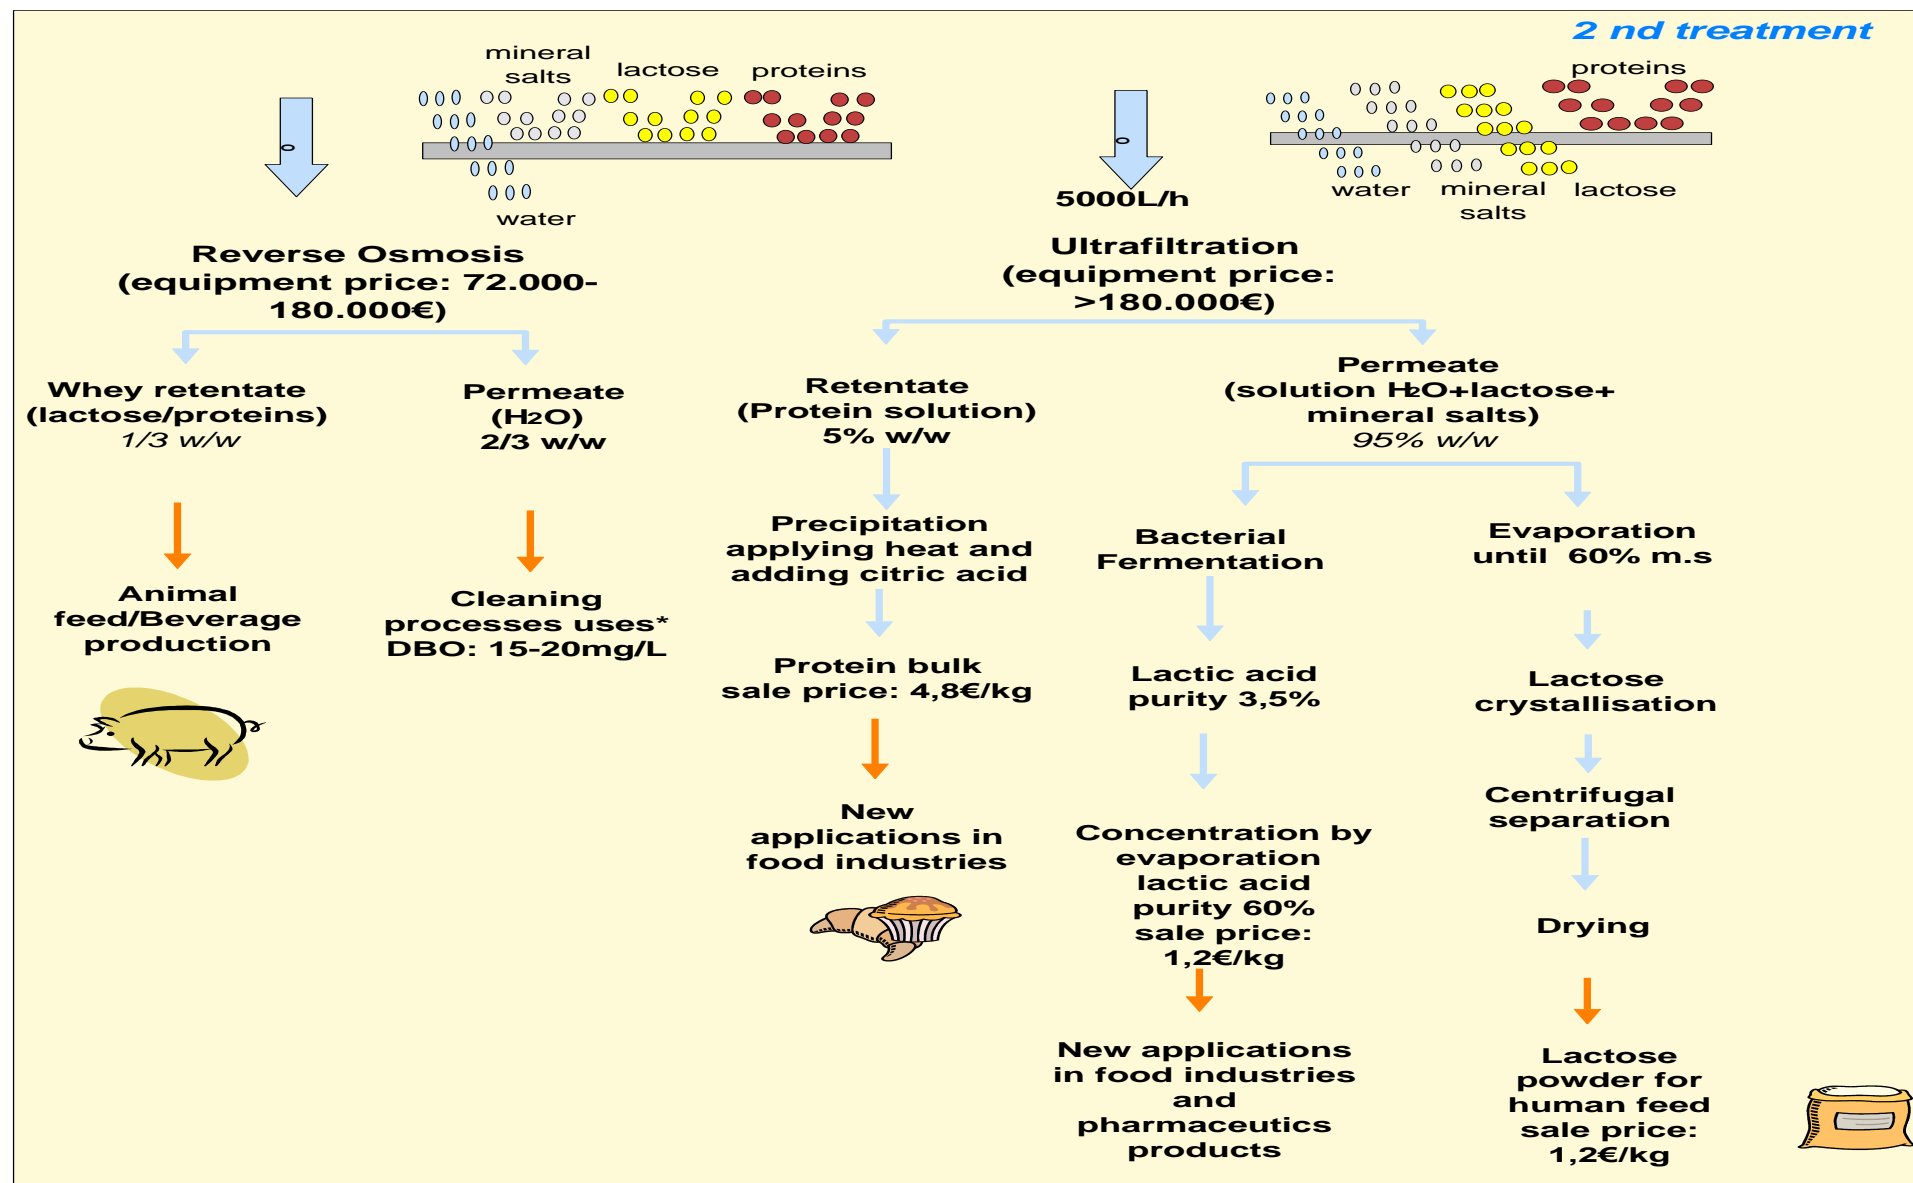 2 nd treatment
mineral
salts
lactose
proteins
water
proteins
water
mineral
salts
lactose
5000L/h
Reverse Osmosis
(equipment price: 72.000-
180.000€)
Ultrafiltration
(equipment price:
>180.000€)
Whey retentate
(lactose/proteins)
1/3 w/w
Permeate
(H2O)
2/3 w/w
Retentate
(Protein solution)
5% w/w
Permeate
(solution H2O+lactose+
mineral salts)
95% w/w
Animal
feed/Beverage
production
Cleaning
processes uses*
DBO: 15-20mg/L
Precipitation
applying heat and
adding citric acid
Protein bulk
sale price: 4,8€/kg
New
applications in
food industries
Bacterial
Fermentation
Lactic acid
purity 3,5%
Concentration by
evaporation
lactic acid
purity 60%
sale price:
1,2€/kg
New applications
in food industries
and
pharmaceutics
products
Evaporation
until 60% m.s
Lactose
crystallisation
Centrifugal
separation
Drying
Lactose
powder for
human feed
sale price:
1,2€/kg